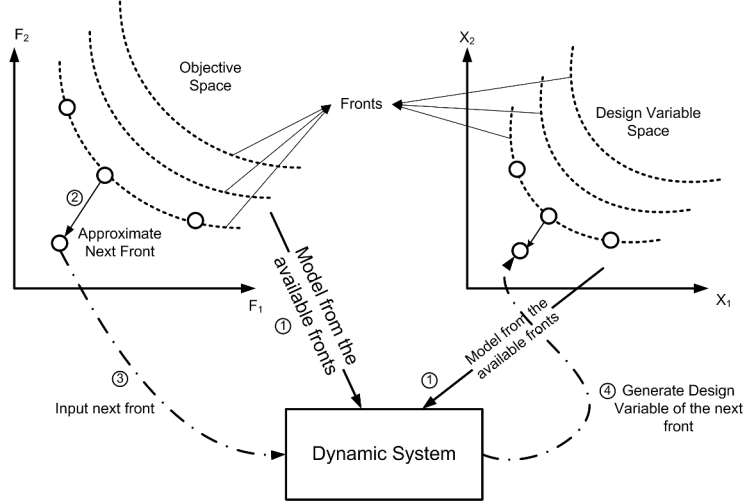 F2
Objective
Space
Fronts
X2
Design Variable
Space
2
Approximate
Next Front
F1
X1
Model from the
available fronts
1
Model from the
available fronts
1
3
Input next front
4 Generate Design
Variable of the next
front
Dynamic System